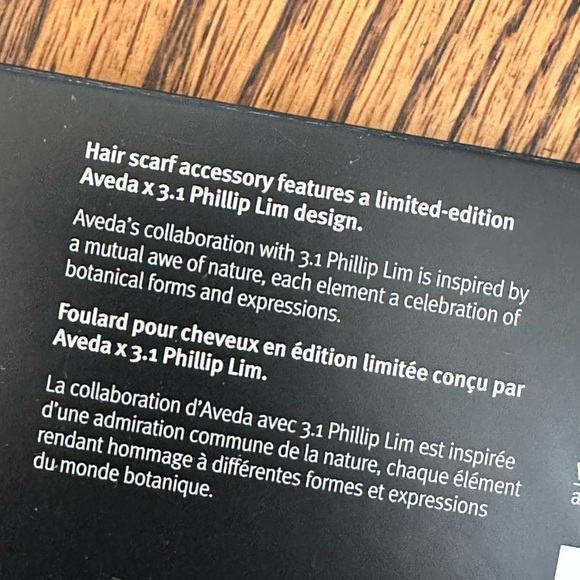 Hair scarf accessory features a limited-edition
Aveda x 3.1 Phillip Lim design.
Aveda's collaboration with 3.1 Phillip Lim is inspired by
a mutual awe of nature, each element a celebration of
botanical forms and expressions.
Foulard pour cheveux en édition limitée conçu par
Aveda x 3.1 Phillip Lim.
La collaboration d'Aveda avec 3.1 Phillip Lim est inspirée
d'une admiration commune de la nature, chaque élément
rendant hommage à différentes formes et expressions
du monde botanique.